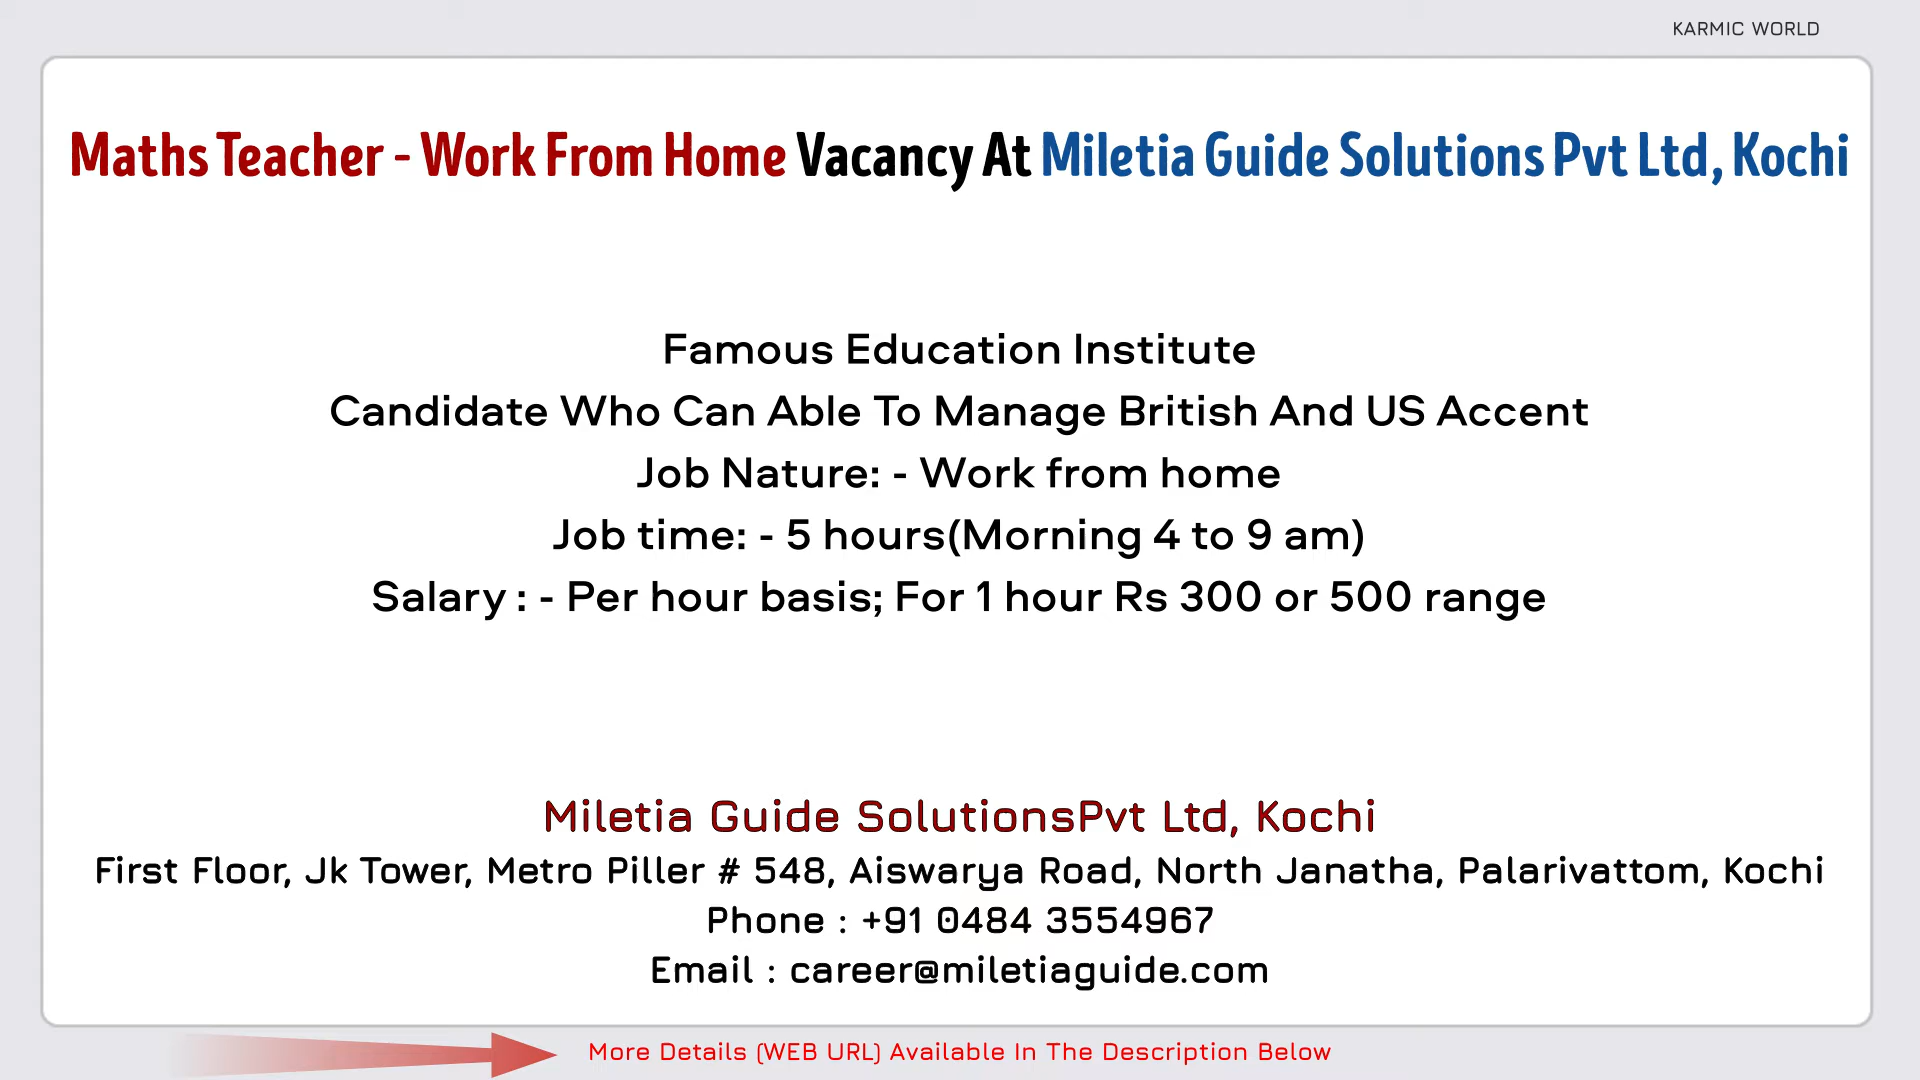 KARMIC WORLD
Maths Teacher - Work From Home Vacancy At Miletia Guide Solutions Pvt Ltd, Kochi
Famous Education Institute
Candidate Who Can Able To Manage British And US Accent
Job Nature: - Work from home
Job time: - 5 hours(Morning 4 to 9 am)
Salary : - Per hour basis; For 1 hour Rs 300 or 500 range
Miletia Guide SolutionsPvt Ltd, Kochi
First Floor, Jk Tower, Metro Piller # 548, Aiswarya Road, North Janatha, Palarivattom, Kochi
Phone : +91 0484 3554967
Email : career@miletiaguide.com
More Details (WEB URL) Available In The Description Below